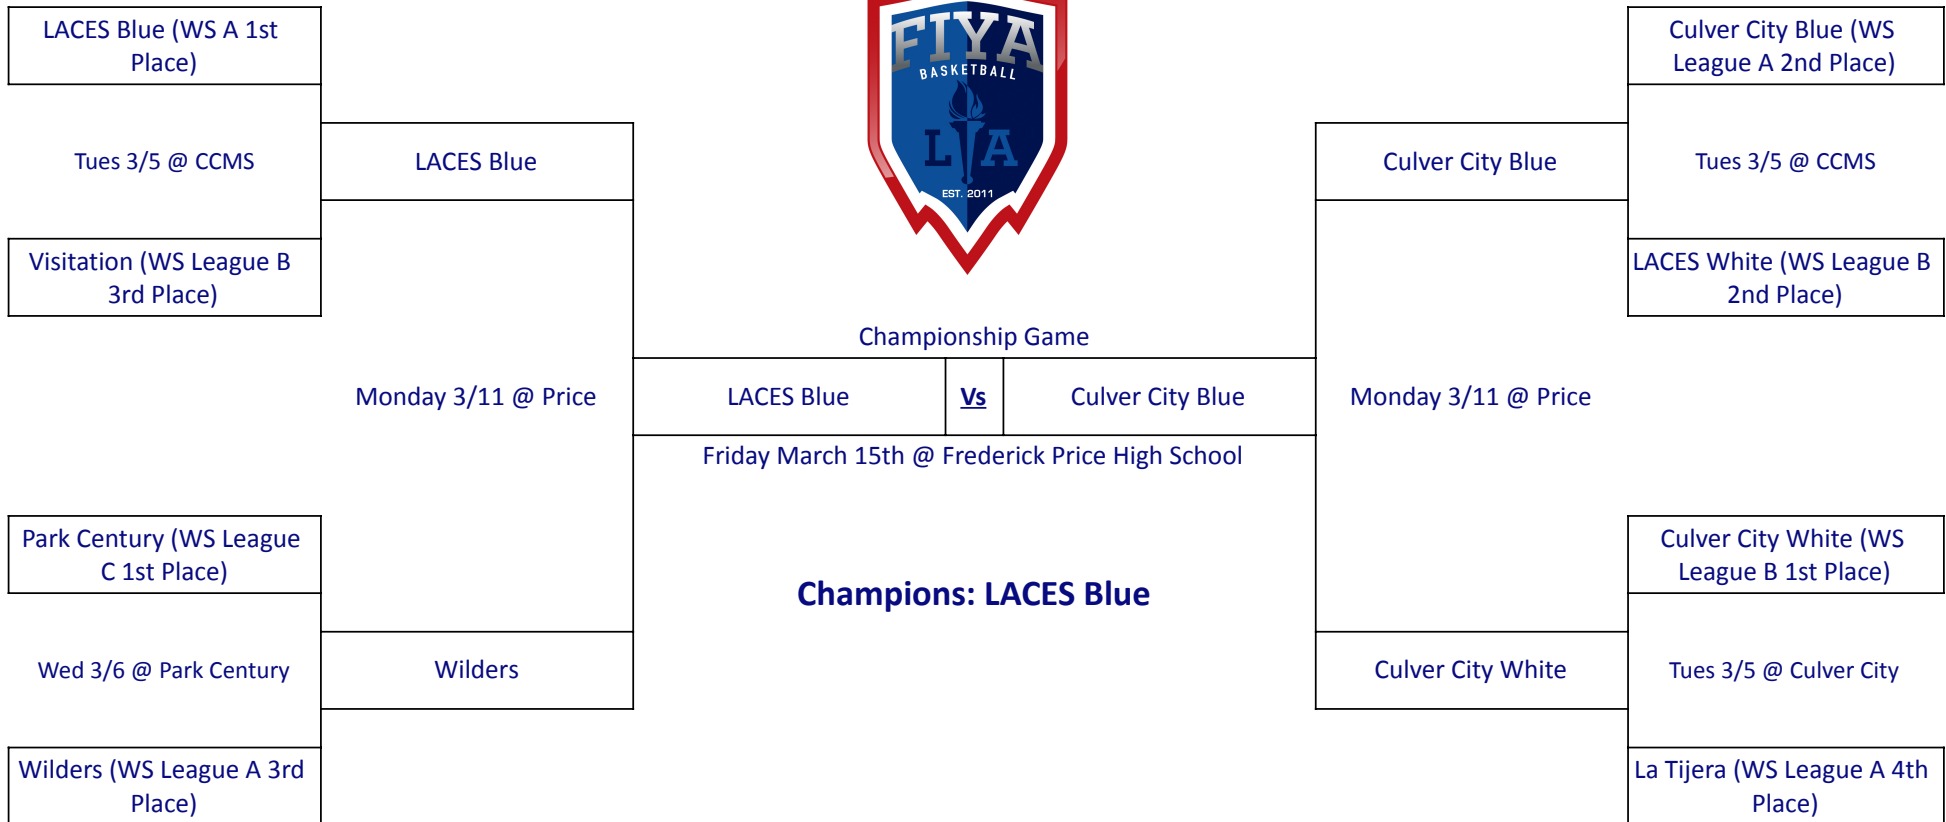 LACES Blue (WS A 1st
Place)
Tues 3/5 @ CCMS
Visitation (WS League B
3rd Place)
LACES Blue
Monday 3/11 @ Price
Park Century (WS League
C 1st Place)
Wed 3/6 @ Park Century
Wilders (WS League A 3rd
Place)
Wilders
FIYA
BASKETBALL
L A
EST. 2011
Championship Game
LACES Blue Vs Culver City Blue
Friday March 15th @ Frederick Price High School
Champions: LACES Blue
Culver City Blue
Monday 3/11 @ Price
Culver City White
Culver City Blue (WS
League A 2nd Place)
Tues 3/5 @ CCMS
LACES White (WS League B
2nd Place)
Culver City White (WS
League B 1st Place)
Tues 3/5 @ Culver City
La Tijera (WS League A 4th
Place)